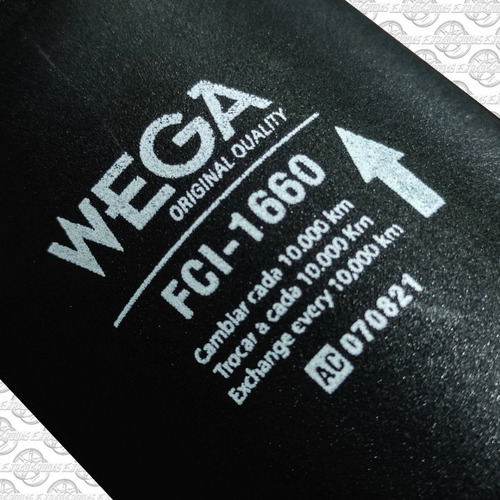 WEGA
ORIGINAL QUALITY
FCI-1660
Cambiar cada 10.000 km
Trocar à cada 10.000 Km
Exchange every 10,000 km
AC 070821